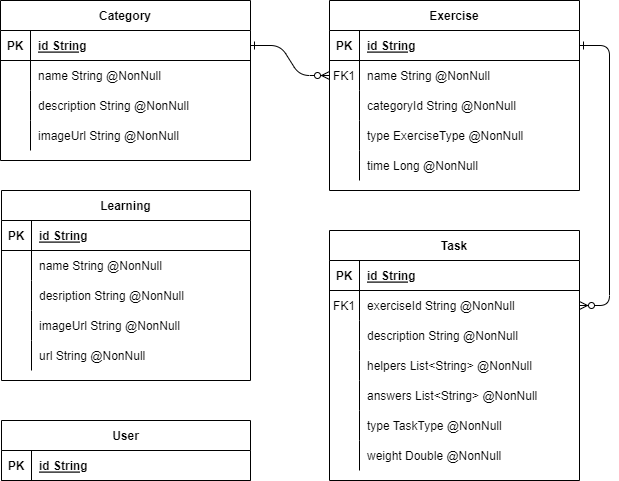 Category
PK id String
name String @NonNull
description String @NonNull
imageUrl String @NonNull
Exercise
PK id String
FK1 name String @NonNull
categoryId String @NonNull
type ExerciseType @NonNull
time Long @NonNull
Learning
PK id String
name String @NonNull
desription String @NonNull
imageUrl String @NonNull
url String @NonNull
Task
PK id String
FK1 exerciseId String @NonNull
description String @NonNull
helpers List<String> @NonNull
answers List<String> @NonNull
type TaskType @NonNull
weight Double @NonNull
User
PK id String